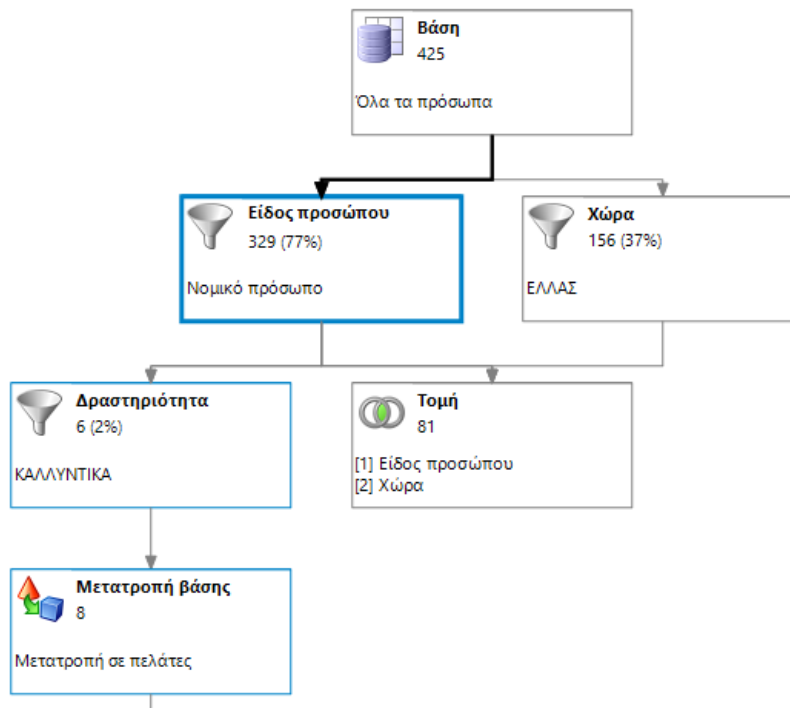 Βάση
425
Όλα τα πρόσωπα
Είδος προσώπου
329 (77%)
Νομικό πρόσωπο
Χώρα
156 (37%)
ΕΛΛΑΣ
Δραστηριότητα
6 (2%)
ΚΑΛΛΥΝΤΙΚΑ
Τομή
81
[1] Είδος προσώπου
[2] Χώρα
Μετατροπή βάσης
8
Μετατροπή σε πελάτες